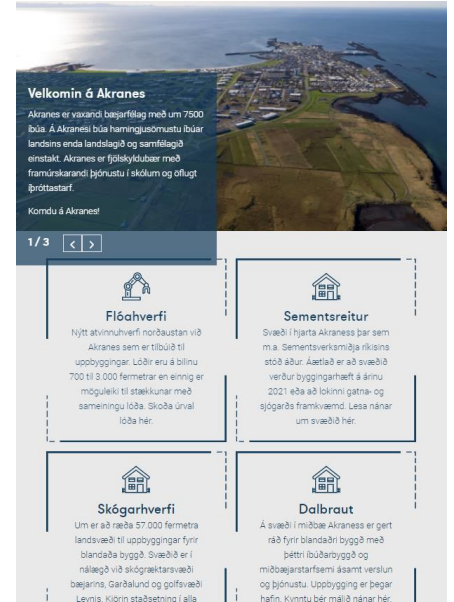 Velkomin á Akranes
Akranes er vaxandi bæjarfélag með um 7500
íbúa. Á Akranesi búa hamingjusömustu íbúar
landsins enda landslagið og samfélagið
einstakt. Akranes er fjölskyldubær með
framúrskarandi þjónustu í skólum og öflugt
íþróttastarf.
Komdu á Akranes!
1 / 3
Flóahverfi
Nýtt atvinnuhverfi norðaustan við
Akranes sem er tilbúið til
uppbyggingar. Lóðir eru á bilinu
700 til 3.000 fermetrar en einnig er
möguleiki til stækkunar með
sameiningu lóða. Skoða úrval
lóða hér.
Sementsreitur
Svæði í hjarta Akraness þar sem
m.a. Sementsverksmiðja ríkisins
stóð áður. Áætlað er að svæðið
verður byggingarhæft á árinu
2021 eða að lokinni gatna- og
sjógarðs framkvæmd. Lesa nánar
um svæðið hér.
Skógarhverfi
Um er að ræða 57.000 fermetra
landsvæði til uppbyggingar fyrir
blandaða byggð. Svæðið er í
nálægð við skógræktarsvæði
bæjarins, Garðalund og golfsvæði
Leynis. Kjörin staðsetning í alla
Dalbraut
Á svæði í miðbæ Akraness er gert
ráð fyrir blandaðri byggð með
þéttri íbúðarbyggð og
miðbæjarstarfsemi ásamt verslun
og þjónustu. Uppbygging er þegar
hafin. Kynntu þér málið nánar hér.